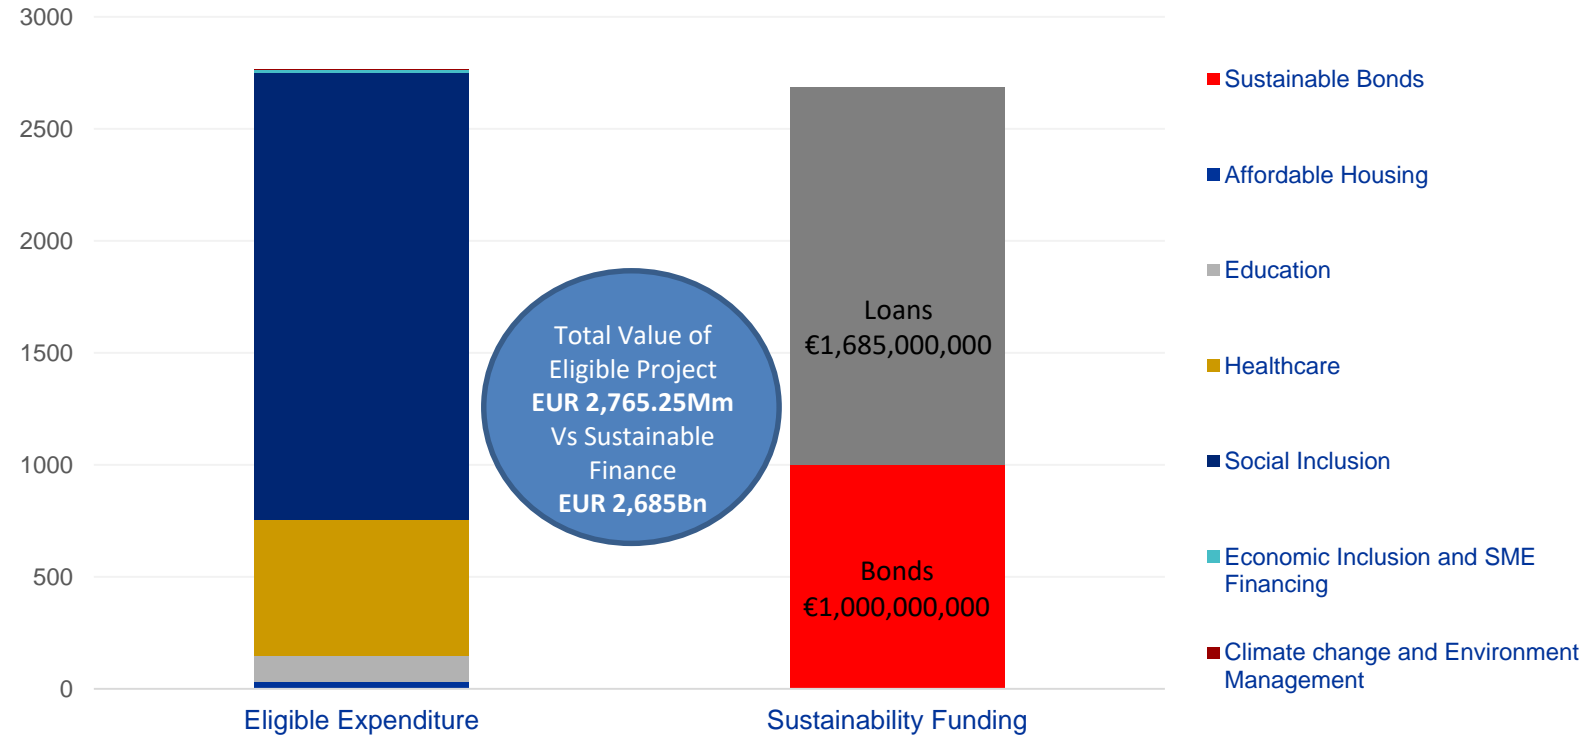 3000
2500
2000
1500
1000
500
0
Total Value of
Eligible Project
EUR 2,765.25Mm
Vs Sustainable
Finance
EUR 2,685Bn
Loans
€1,685,000,000
Bonds
€1,000,000,000
Eligible Expenditure
Sustainability Funding
Sustainable Bonds
Affordable Housing
Education
Healthcare
Social Inclusion
Economic Inclusion and SME
Financing
Climate change and Environment
Management